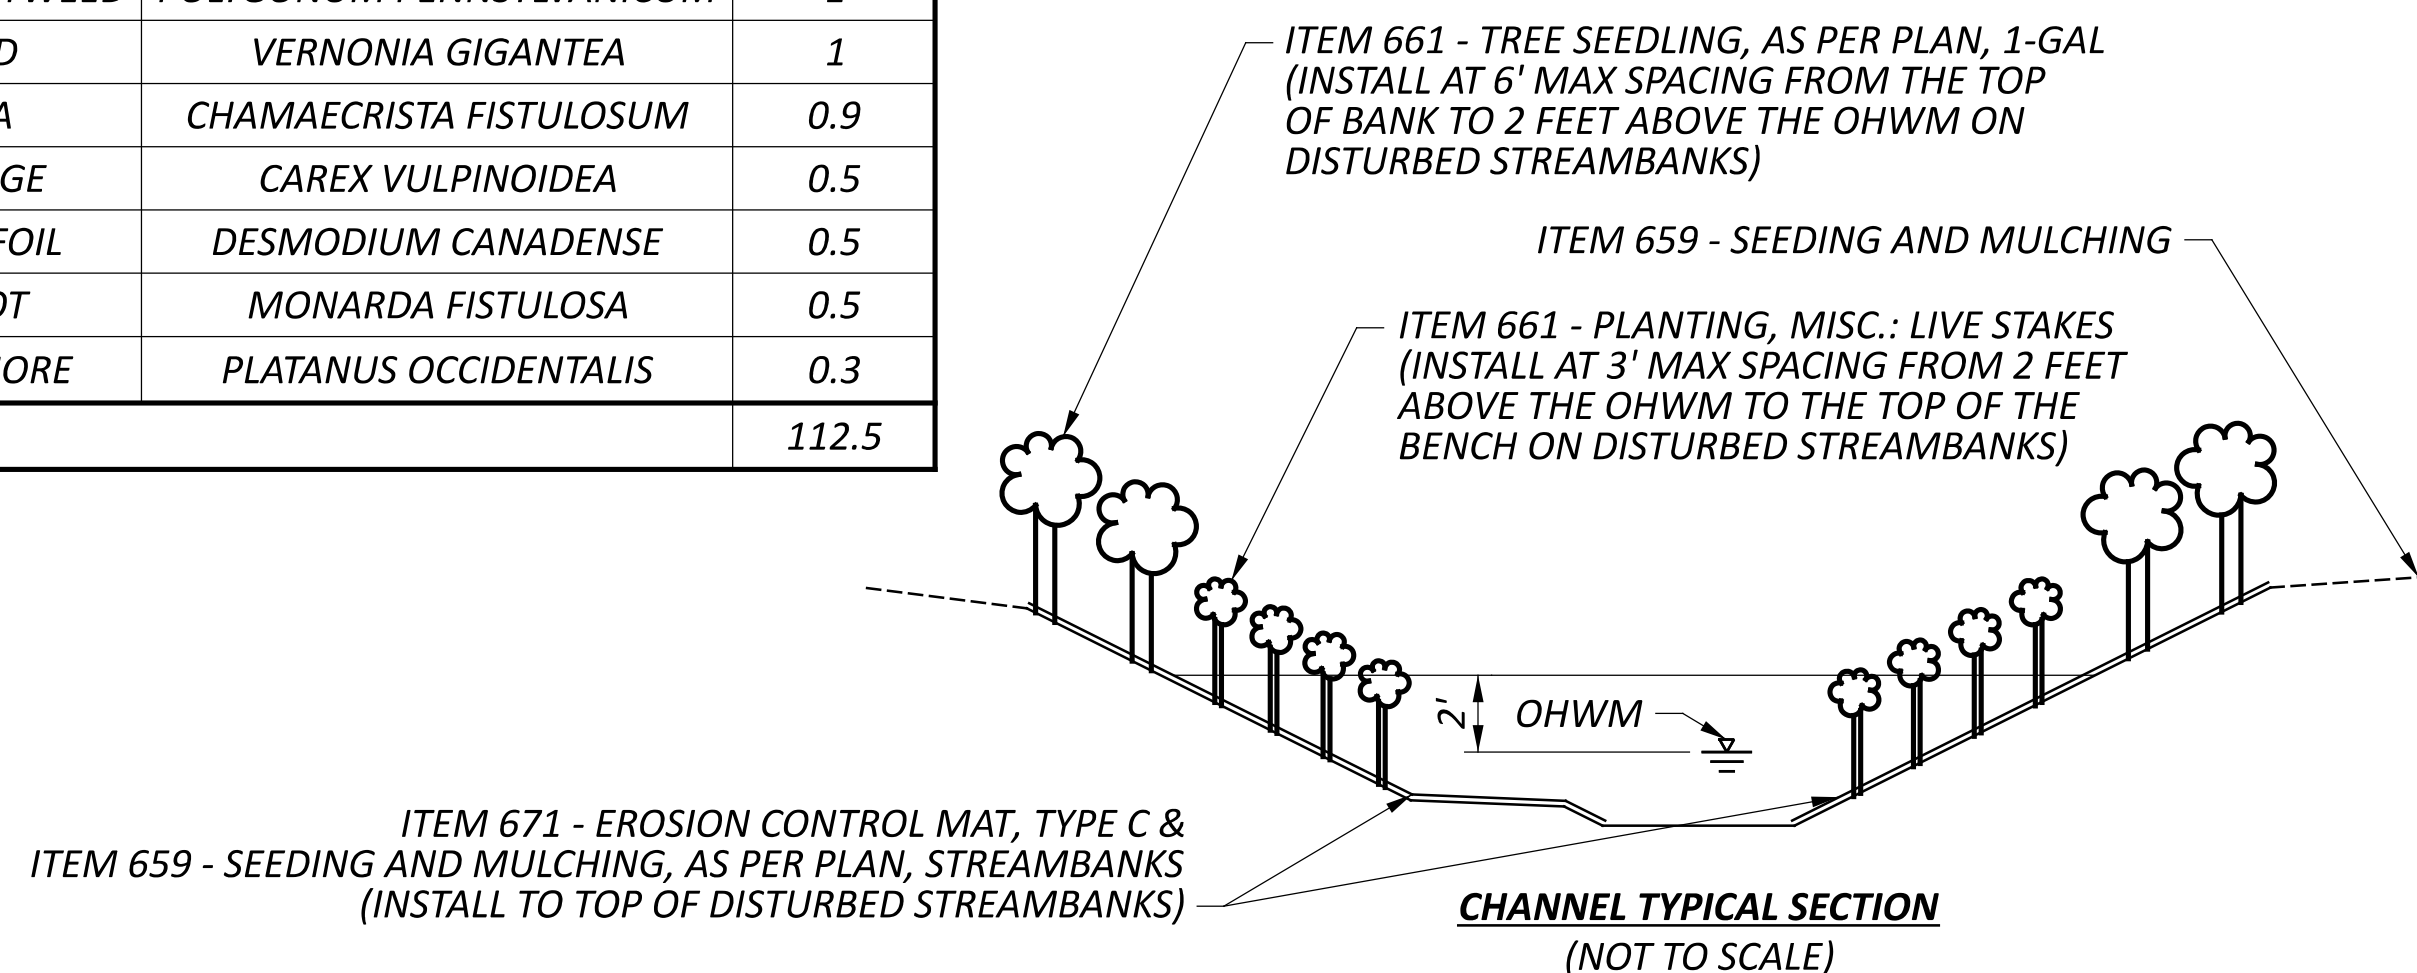 VERNONIA GIGANTEA 1
CHAMAECRISTA FISTULOSUM 0.9
GE CAREX VULPINOIDEA 0.5
FOIL DESMODIUM CANADENSE 0.5
OT MONARDA FISTULOSA 0.5
ORE PLATANUS OCCIDENTALIS 0.3
112.5
ITEM 661 - TREE SEEDLING, AS PER PLAN, 1-GAL
(INSTALL AT 6' MAX SPACING FROM THE TOP
OF BANK TO 2 FEET ABOVE THE OHWM ON
DISTURBED STREAMBANKS)
ITEM 659 - SEEDING AND MULCHING
ITEM 661 - PLANTING, MISC.: LIVE STAKES
(INSTALL AT 3' MAX SPACING FROM 2 FEET
ABOVE THE OHWM TO THE TOP OF THE
BENCH ON DISTURBED STREAMBANKS)
2'
OHWM
ITEM 671 - EROSION CONTROL MAT, TYPE C &
ITEM 659 - SEEDING AND MULCHING, AS PER PLAN, STREAMBANKS
(INSTALL TO TOP OF DISTURBED STREAMBANKS)
CHANNEL TYPICAL SECTION
(NOT TO SCALE)